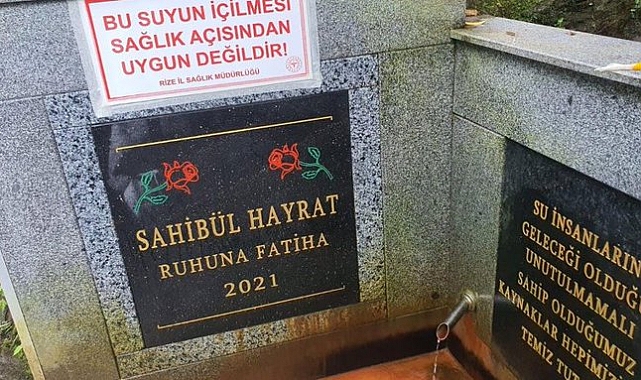 BU SUYUN İÇİLMESİ
SAĞLIK AÇISINDAN
UYGUN DEĞİLDİR!
RİZE İL SAĞLIK MÜDÜRLÜĞÜ
SAHİBÜL HAYRAT
RUHUNA FATİHA
2021
SU İNSANLARIN
GELECEĞİ OLDUĞ
UNUTULMAMALI
SAHİP OLDUĞUMUZ
KAYNAKLAR HEPİMİZ
TEMİZ TUT